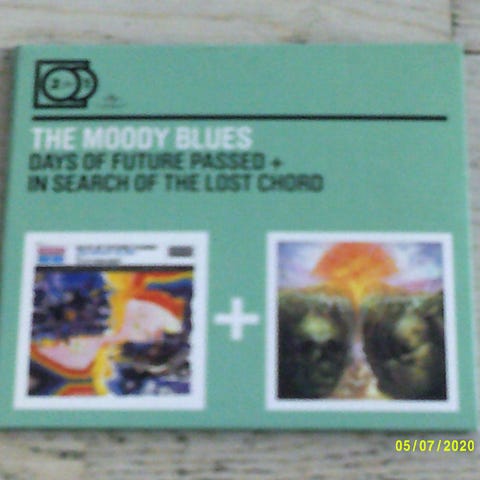 THE MOODY BLUES
DAYS OF FUTURE PASSED +
IN SEARCH OF THE LOST CHORD
+
05/07/2020